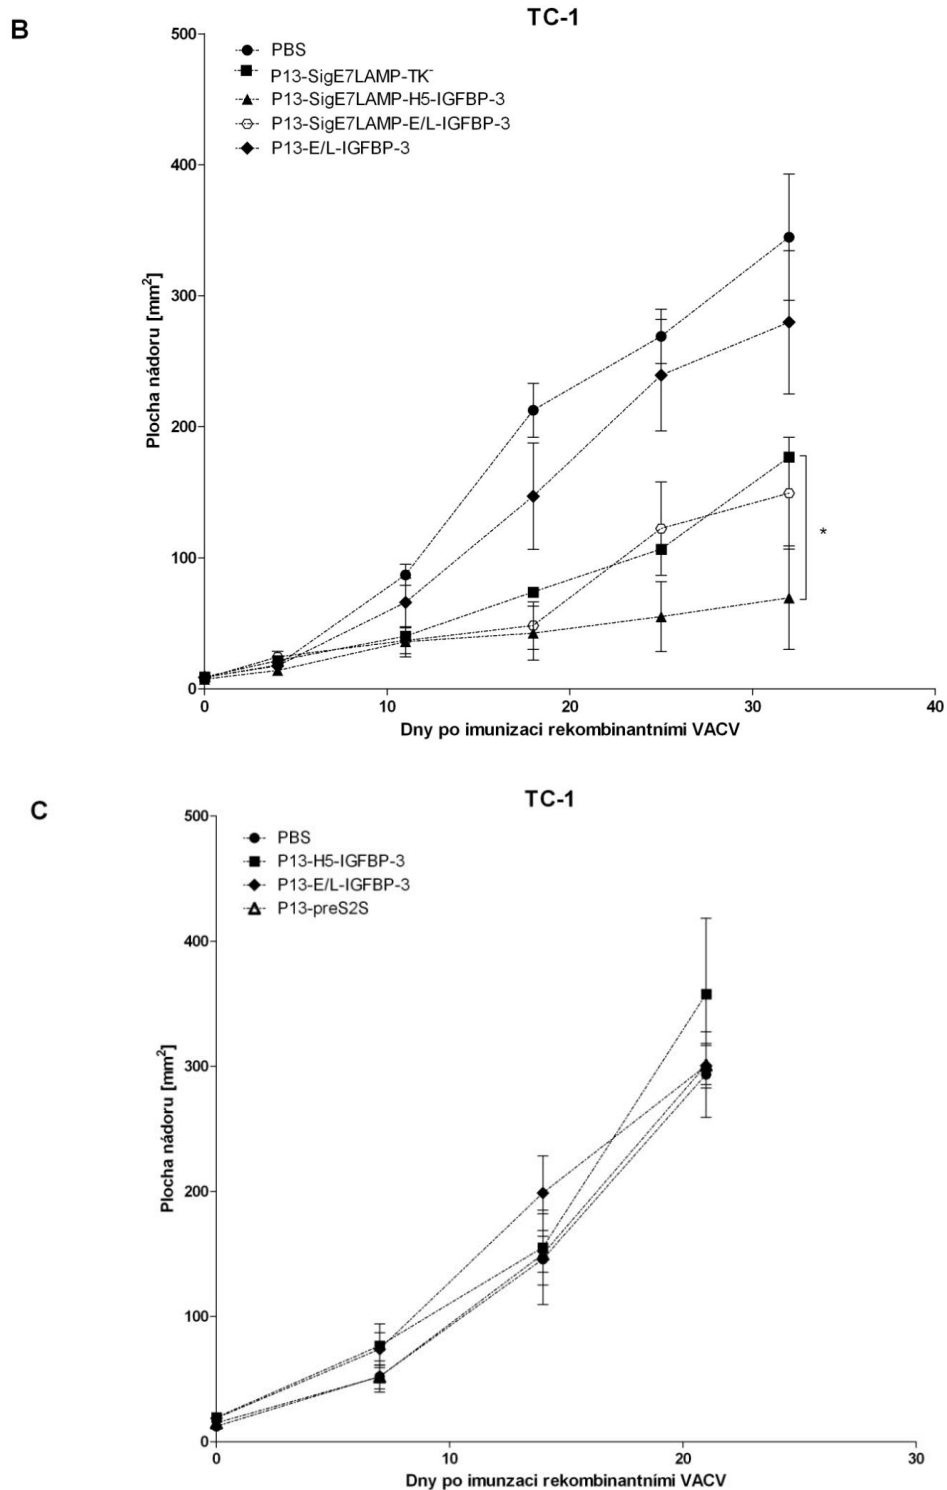 B
TC-1
500
400
300
200
100
0
Plocha nádoru [mm²]
PBS
P13-SigE7LAMP-TK⁻
P13-SigE7LAMP-H5-IGFBP-3
P13-SigE7LAMP-E/L-IGFBP-3
P13-E/L-IGFBP-3
*
0 10 20 30 40
Dny po imunizaci rekombinantními VACV
C
TC-1
500
400
300
200
100
0
Plocha nádoru [mm²]
PBS
P13-H5-IGFBP-3
P13-E/L-IGFBP-3
P13-preS2S
0 10 20 30
Dny po imunzaci rekombinantními VACV